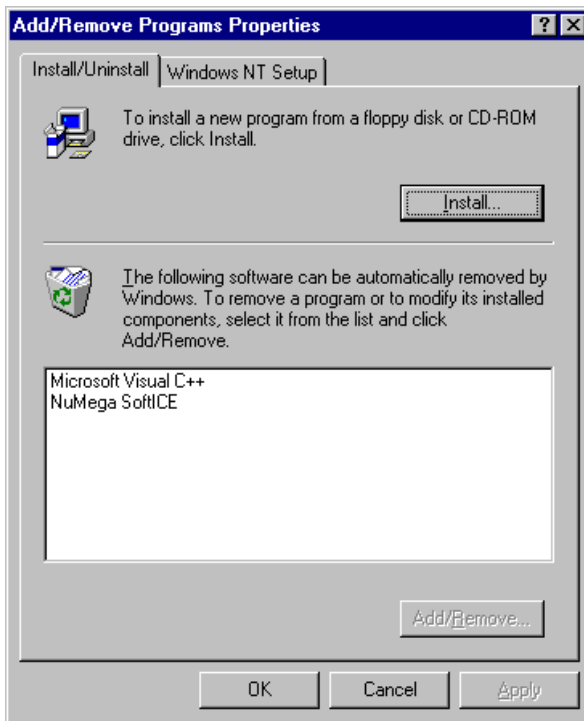 Add/Remove Programs Properties
Install/Uninstall
Windows NT Setup
To install a new program from a floppy disk or CD-ROM
drive, click Install.
Install...
The following software can be automatically removed by
Windows. To remove a program or to modify its installed
components, select it from the list and click
Add/Remove.
Microsoft Visual C++
NuMega SoftICE
Add/Remove...
OK
Cancel
Apply